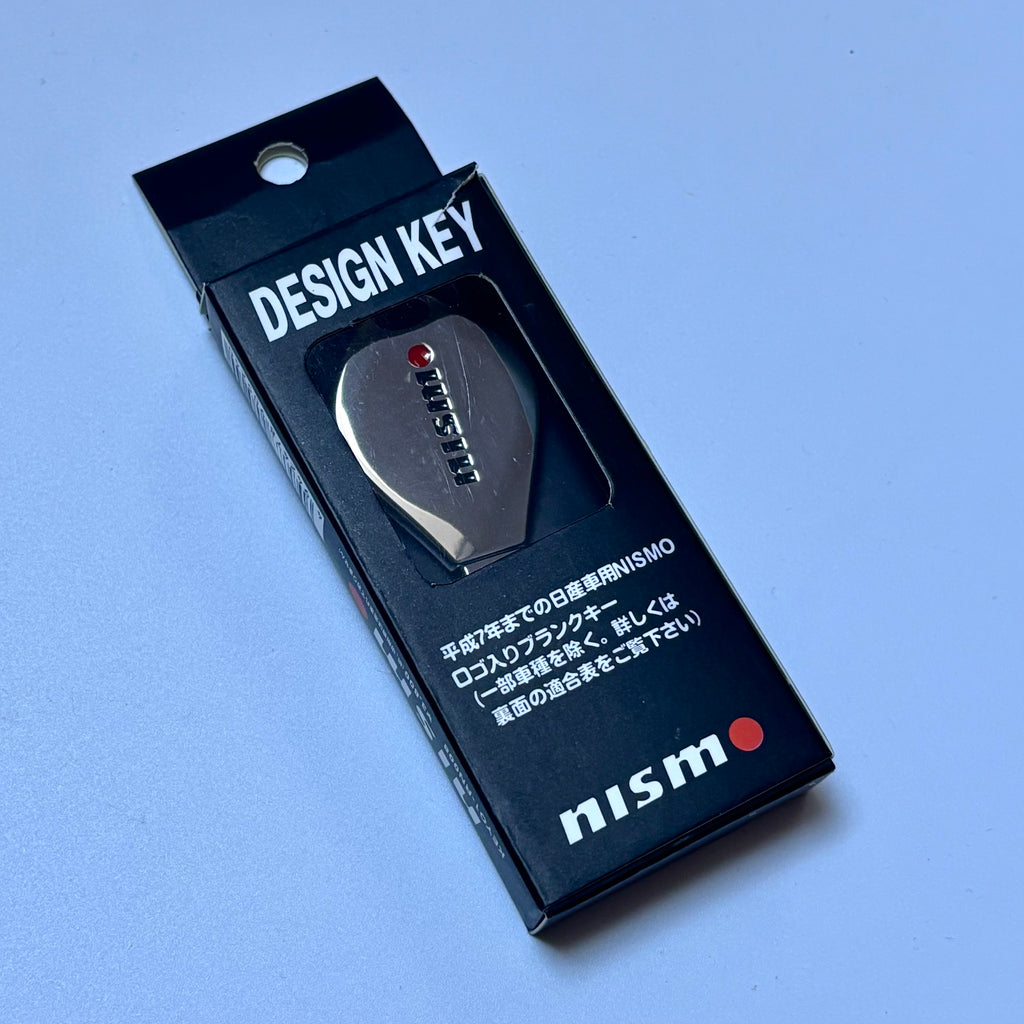 DESIGN KEY
nismo
平成7年までの日産車用NISMO
ロゴ入りブランクキー
(一部車種を除く。詳しくは
裏面の適合表をご覧下さい)
nismo